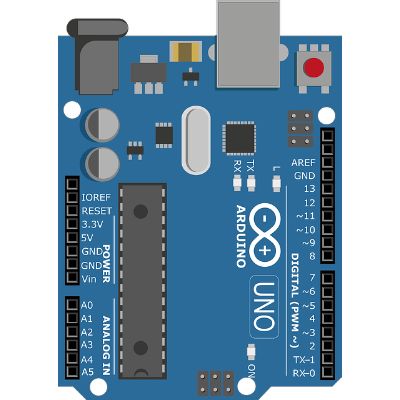 RX
TX
L
IOREF
RESET
3.3V
5V
GND
GND
Vin
POWER
A0
A1
A2
A3
A4
A5
ANALOG IN
ARDUINO
UNO
ON
AREF
GND
13
12
~11
~10
~9
8
7
~6
~5
4
~3
2
TX-1
RX-0
DIGITAL (PWM ~)